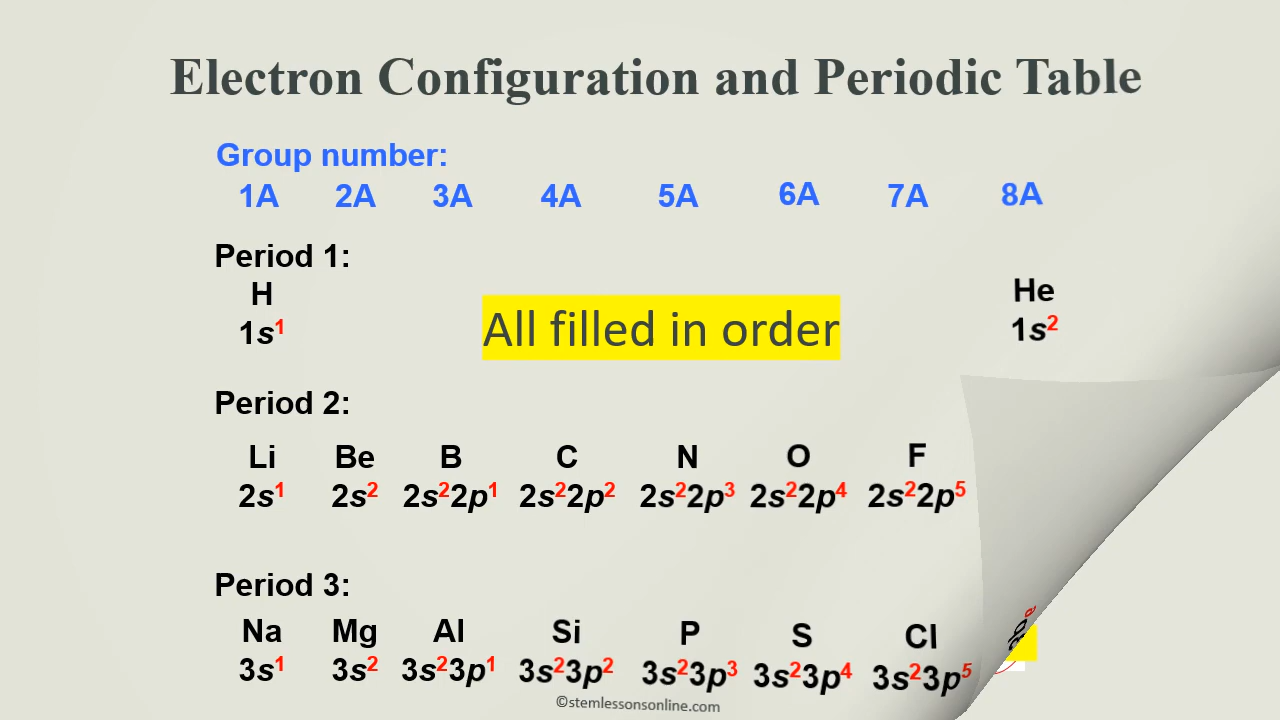 Electron Configuration and Periodic Table
Group number:
1A 2A 3A 4A 5A 6A 7A 8A
Period 1:
H He
1s¹ 1s²
All filled in order
Period 2:
Li Be B C N O F
2s¹ 2s² 2s²2p¹ 2s²2p² 2s²2p³ 2s²2p⁴ 2s²2p⁵
Period 3:
Na Mg Al Si P S Cl
3s¹ 3s² 3s²3p¹ 3s²3p² 3s²3p³ 3s²3p⁴ 3s²3p⁵
©stemlessonsonline.com